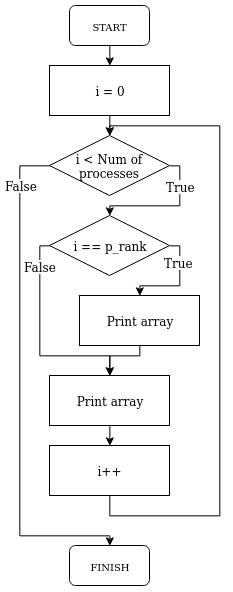 START
i = 0
i < Num of
processes
False
True
i == p_rank
False
True
Print array
Print array
i++
FINISH